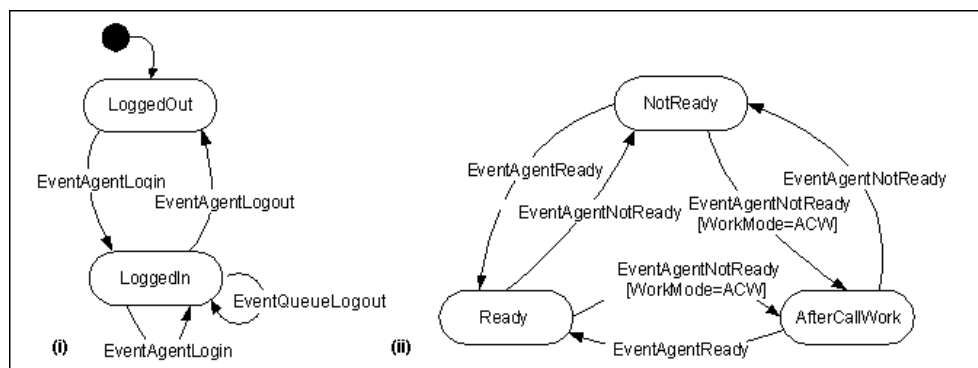 LoggedOut
EventAgentLogin
EventAgentLogout
LoggedIn
EventQueueLogout
EventAgentLogin
(i)
NotReady
EventAgentReady
EventAgentNotReady
EventAgentNotReady
[WorkMode=ACW]
EventAgentNotReady
EventAgentNotReady
[WorkMode=ACW]
Ready
AfterCallWork
EventAgentReady
(ii)